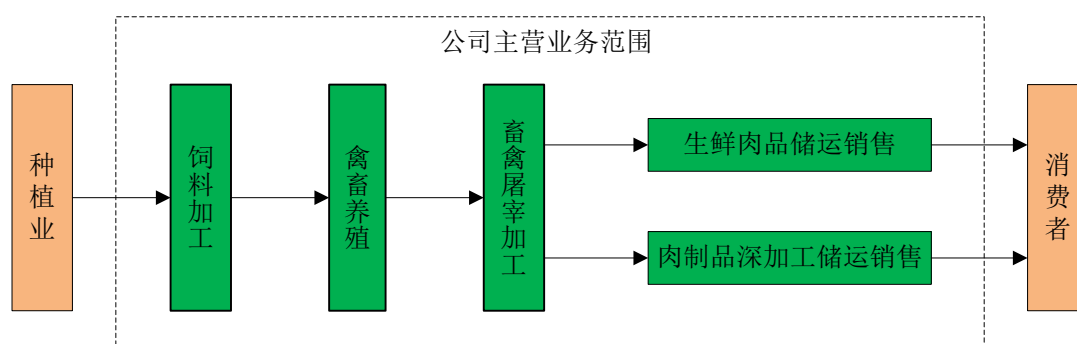 公司主营业务范围
种植业
饲料加工
禽畜养殖
畜禽屠宰加工
生鲜肉品储运销售
肉制品深加工储运销售
消费者